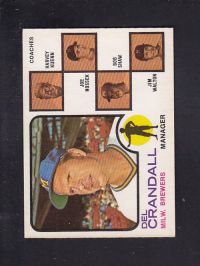 COACHES
HARVEY
KUENN
JOE
NOSSEK
BOB
SHAW
JIM
WALTON
DEL
CRANDALL
MANAGER
MILW. BREWERS